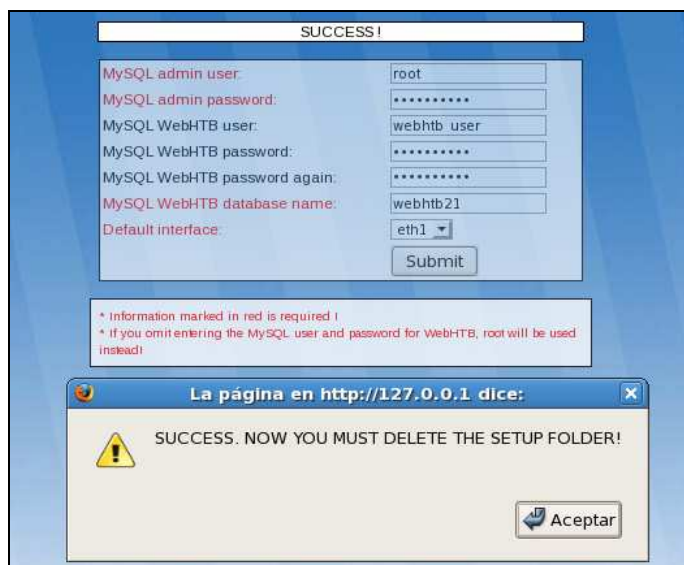 SUCCESS!
MySQL admin user: root
MySQL admin password: ••••••••••
MySQL WebHTB user: webhtb user
MySQL WebHTB password: ••••••••••
MySQL WebHTB password again: ••••••••••
MySQL WebHTB database name: webhtb21
Default interface: eth1
Submit
* Information marked in red is required !
* If you omit entering the MySQL user and password for WebHTB, root will be used
instead!
La página en http://127.0.0.1 dice:
SUCCESS. NOW YOU MUST DELETE THE SETUP FOLDER!
Aceptar